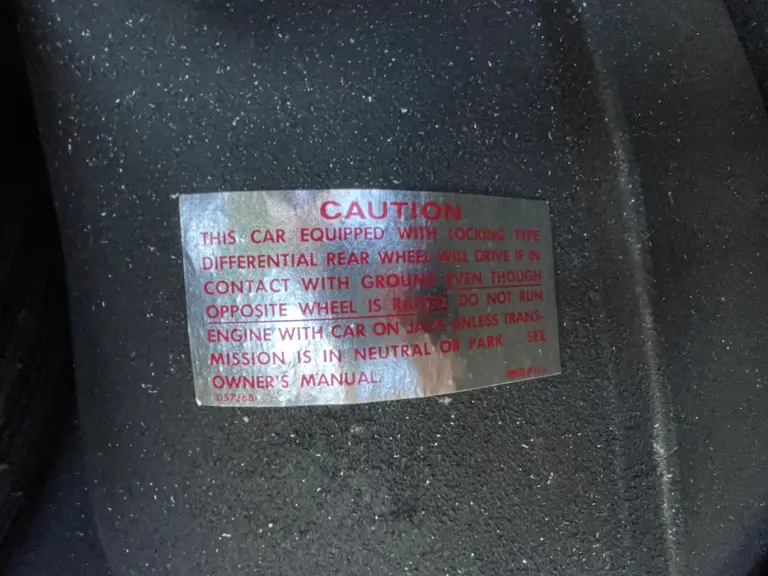 CAUTION
THIS CAR EQUIPPED WITH LOCKING TYPE
DIFFERENTIAL REAR WHEEL WILL DRIVE IF IN
CONTACT WITH GROUND EVEN THOUGH
OPPOSITE WHEEL IS RAISED. DO NOT RUN
ENGINE WITH CAR ON JACK UNLESS TRANS-
MISSION IS IN NEUTRAL OR PARK...SEE
OWNER'S MANUAL.